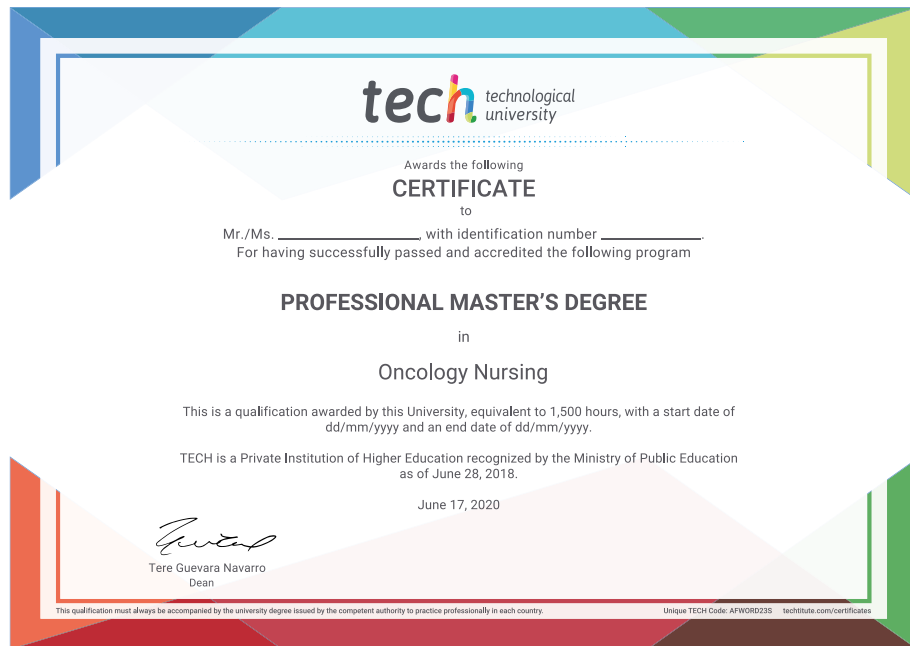 tech technological
university
Awards the following
CERTIFICATE
to
Mr./Ms. ____________, with identification number ____________.
For having successfully passed and accredited the following program
PROFESSIONAL MASTER'S DEGREE
in
Oncology Nursing
This is a qualification awarded by this University, equivalent to 1,500 hours, with a start date of
dd/mm/yyyy and an end date of dd/mm/yyyy.
TECH is a Private Institution of Higher Education recognized by the Ministry of Public Education
as of June 28, 2018.
June 17, 2020
Tere Guevara Navarro
Dean
This qualification must always be accompanied by the university degree issued by the competent authority to practice professionally in each country.
Unique TECH Code: AFWORD23S techtitute.com/certificates